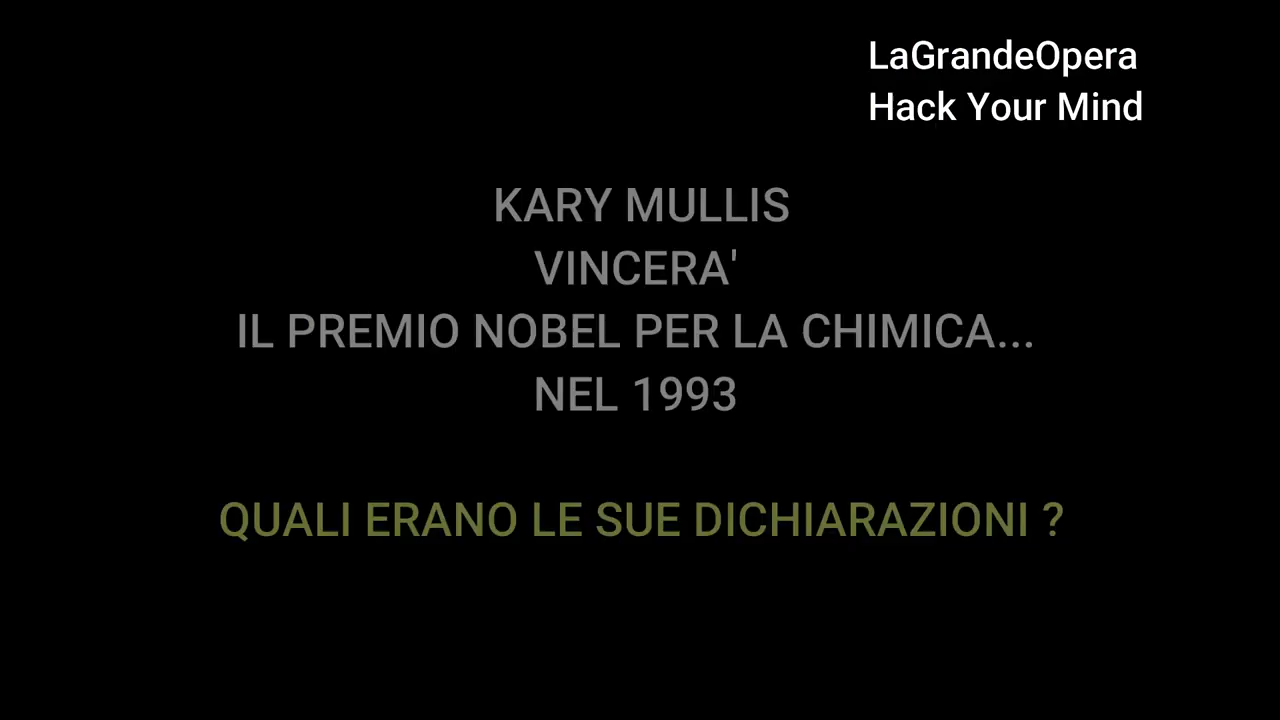 LaGrandeOpera
Hack Your Mind
KARY MULLIS
VINCERA'
IL PREMIO NOBEL PER LA CHIMICA...
NEL 1993
QUALI ERANO LE SUE DICHIARAZIONI ?